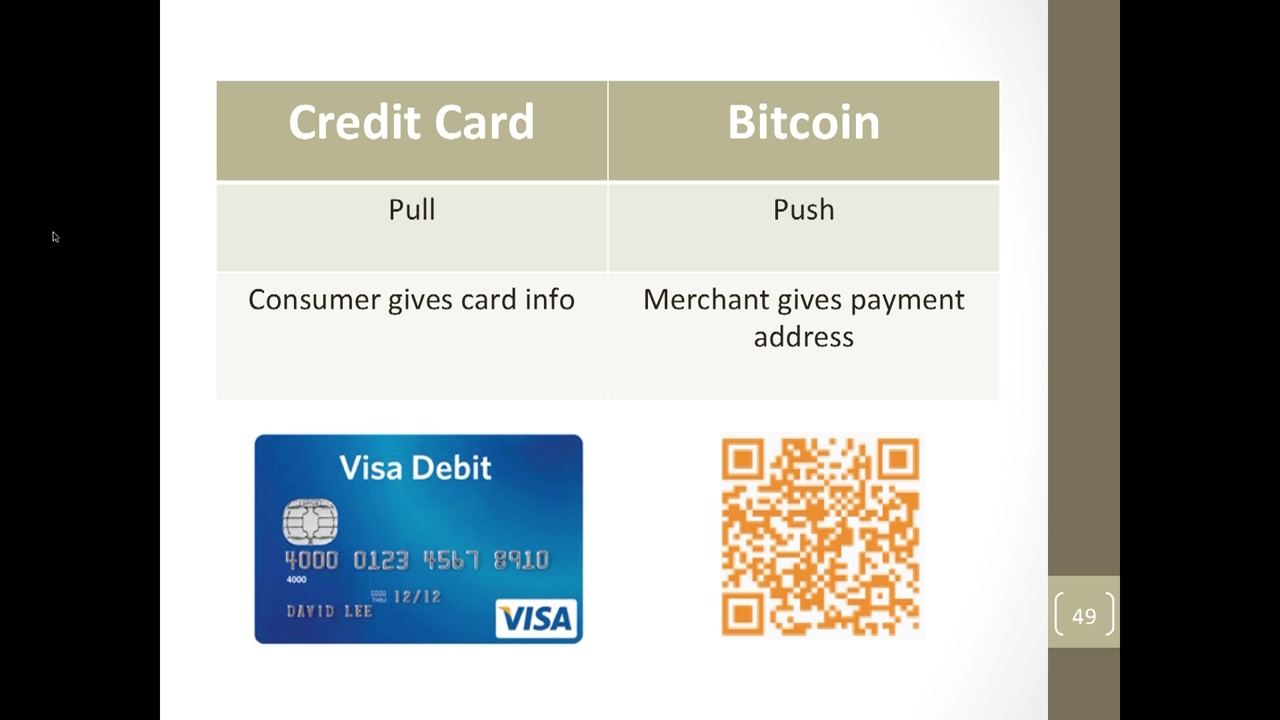 Credit Card
Bitcoin
Pull
Push
Consumer gives card info
Merchant gives payment
address
Visa Debit
4000 0123 4567 8910
4000
GOOD
THRU
12/12
DAVID LEE
VISA
49